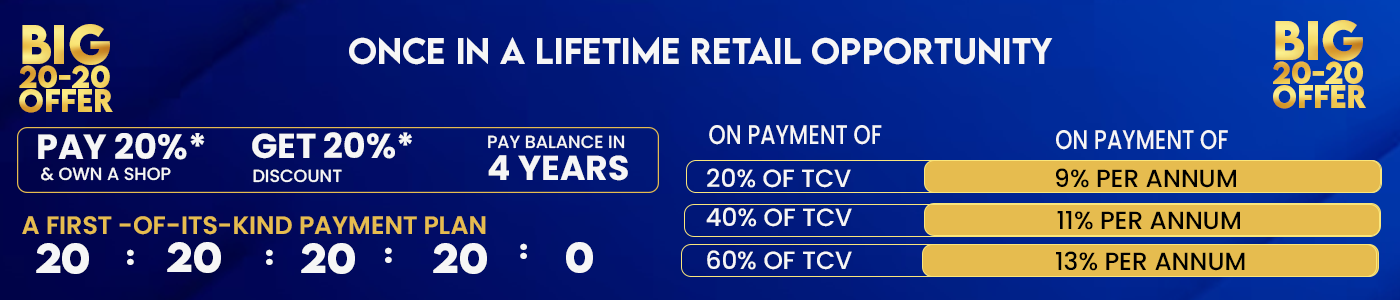 BIG
20-20
OFFER
ONCE IN A LIFETIME RETAIL OPPORTUNITY
BIG
20-20
OFFER
PAY 20%*
& OWN A SHOP
GET 20%*
DISCOUNT
PAY BALANCE IN
4 YEARS
A FIRST -OF-ITS-KIND PAYMENT PLAN
20 : 20 : 20 : 20 : 0
ON PAYMENT OF ON PAYMENT OF
20% OF TCV 9% PER ANNUM
40% OF TCV 11% PER ANNUM
60% OF TCV 13% PER ANNUM